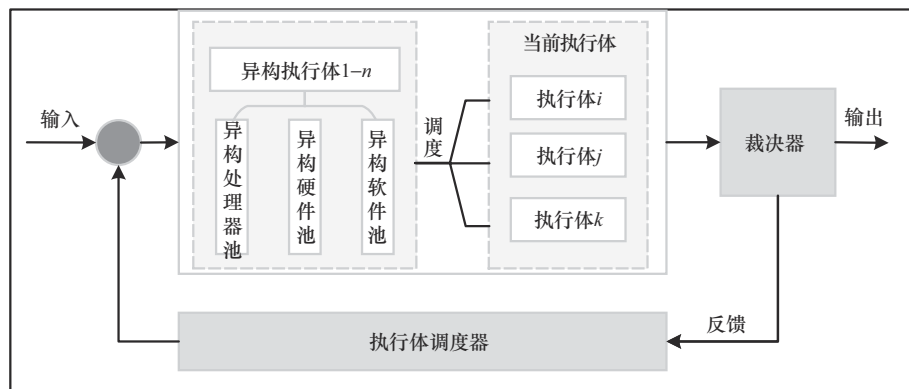 当前执行体
异构执行体1–n
执行体i
输入
异构处理器池
异构硬件池
异构软件池
调度
执行体j
裁决器
输出
执行体k
反馈
执行体调度器